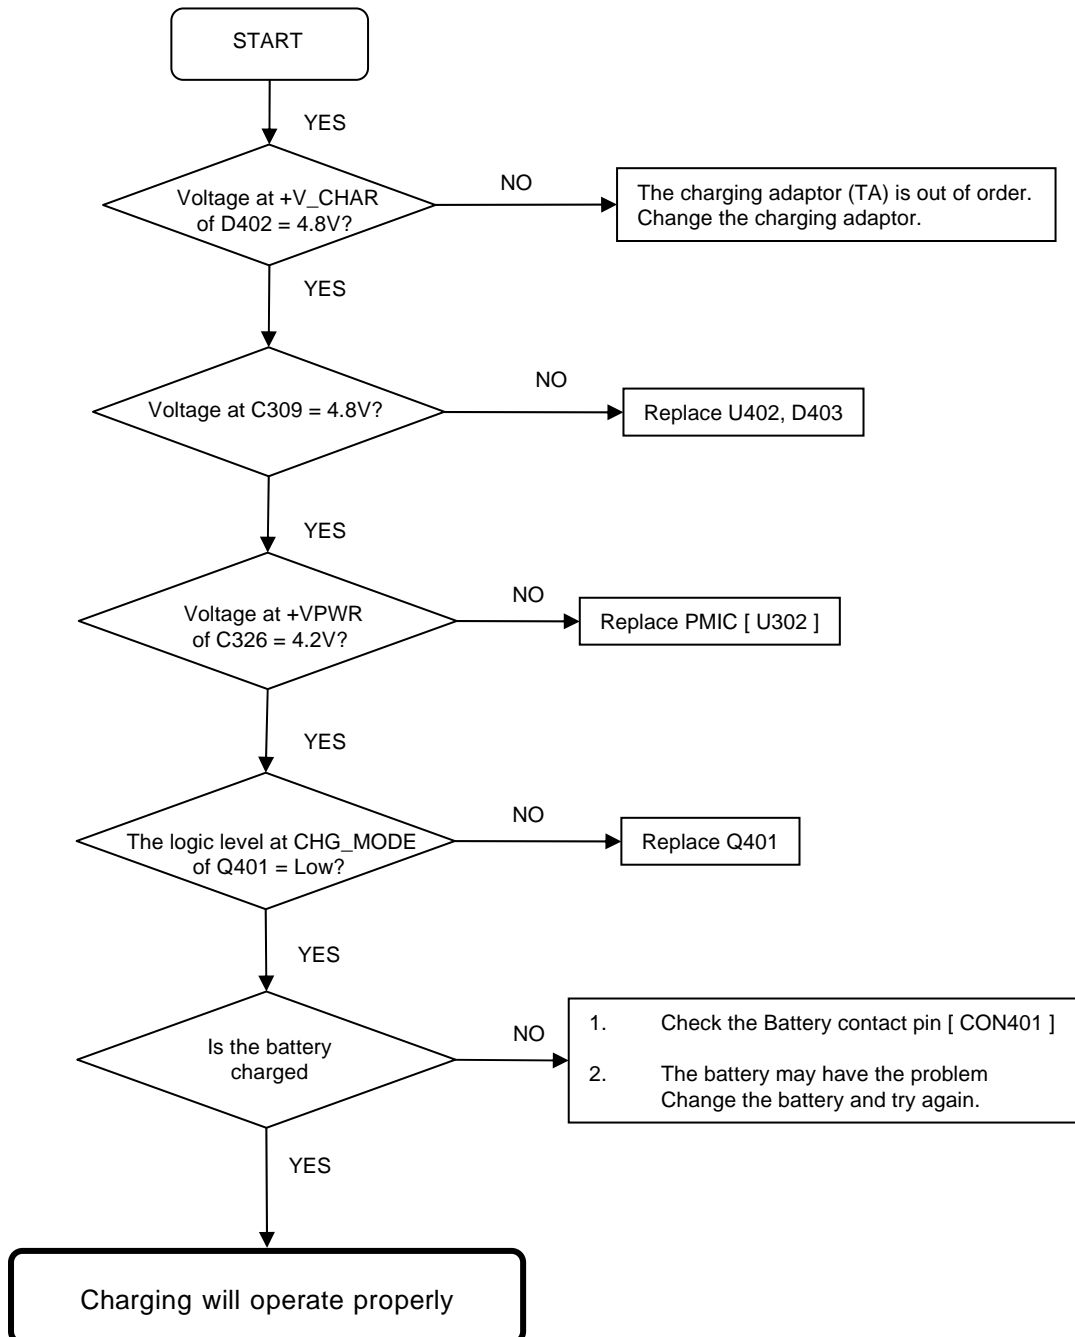 START
YES
Voltage at +V_CHAR
of D402 = 4.8V?
NO
The charging adaptor (TA) is out of order.
Change the charging adaptor.
YES
Voltage at C309 = 4.8V?
NO
Replace U402, D403
YES
Voltage at +VPWR
of C326 = 4.2V?
NO
Replace PMIC [ U302 ]
YES
The logic level at CHG_MODE
of Q401 = Low?
NO
Replace Q401
YES
Is the battery
charged
NO
1. Check the Battery contact pin [ CON401 ]
2. The battery may have the problem
Change the battery and try again.
YES
Charging will operate properly